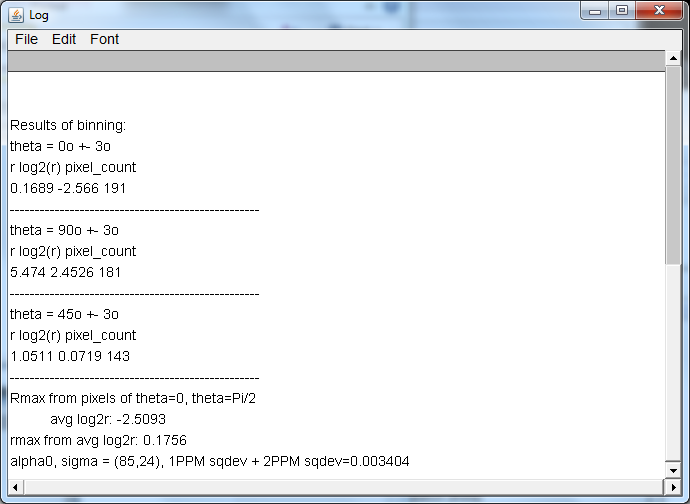 Log
File Edit Font
Results of binning:
theta = 0o +- 3o
r log2(r) pixel_count
0.1689 -2.566 191
--------------------------------------------------
theta = 90o +- 3o
r log2(r) pixel_count
5.474 2.4526 181
--------------------------------------------------
theta = 45o +- 3o
r log2(r) pixel_count
1.0511 0.0719 143
--------------------------------------------------
Rmax from pixels of theta=0, theta=Pi/2
avg log2r: -2.5093
rmax from avg log2r: 0.1756
alpha0, sigma = (85,24), 1PPM sqdev + 2PPM sqdev=0.003404